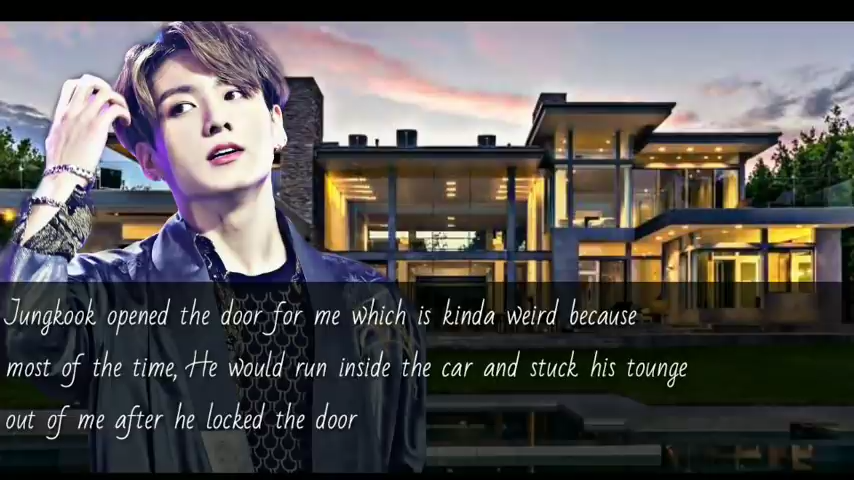 Jungkook opened the door for me which is kinda weird because
most of the time, He would run inside the car and stuck his tounge
out of me after he locked the door